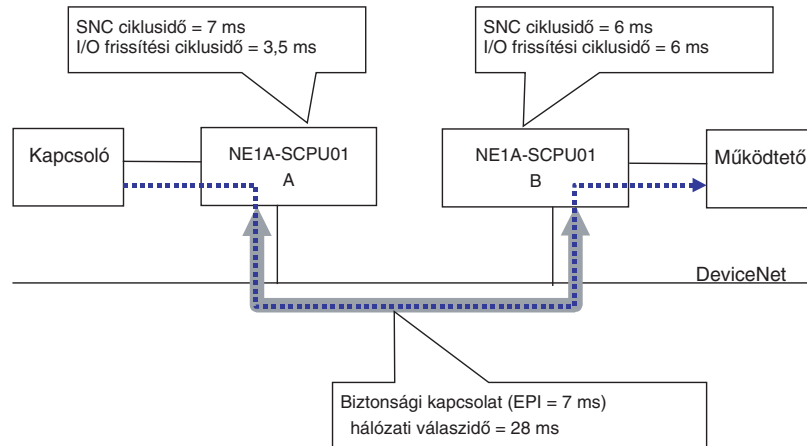 SNC ciklusidő = 7 ms
I/O frissítési ciklusidő = 3,5 ms
SNC ciklusidő = 6 ms
I/O frissítési ciklusidő = 6 ms
Kapcsoló
NE1A-SCPU01
A
NE1A-SCPU01
B
Működtető
DeviceNet
Biztonsági kapcsolat (EPI = 7 ms)
hálózati válaszidő = 28 ms